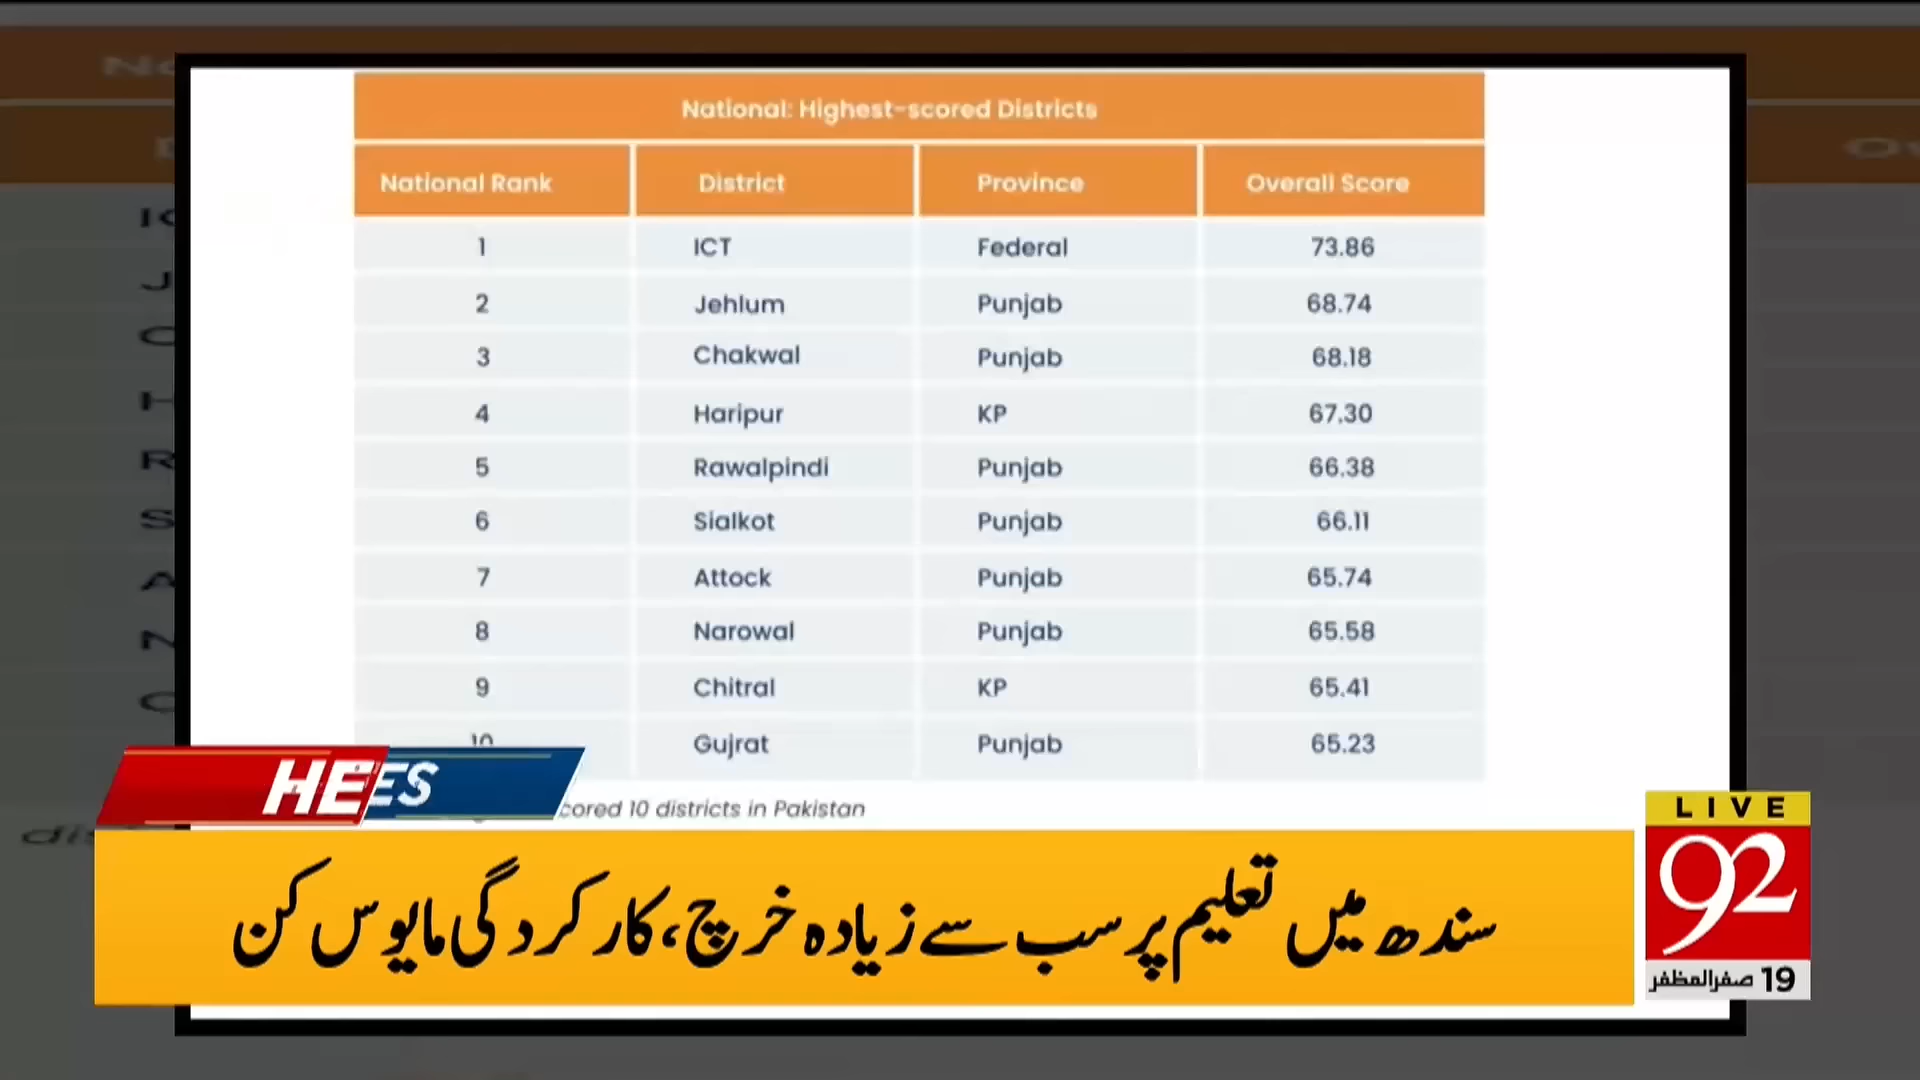 National: Highest-scored Districts
National Rank District Province Overall Score
1 ICT Federal 73.86
2 Jehlum Punjab 68.74
3 Chakwal Punjab 68.18
4 Haripur KP 67.30
5 Rawalpindi Punjab 66.38
6 Sialkot Punjab 66.11
7 Attock Punjab 65.74
8 Narowal Punjab 65.58
9 Chitral KP 65.41
10 Gujrat Punjab 65.23
cored 10 districts in Pakistan
سندھ میں تعلیم پر سب سے زیادہ خرچ، کارکردگی مایوس کن
LIVE
92
19 صفرالمظفر